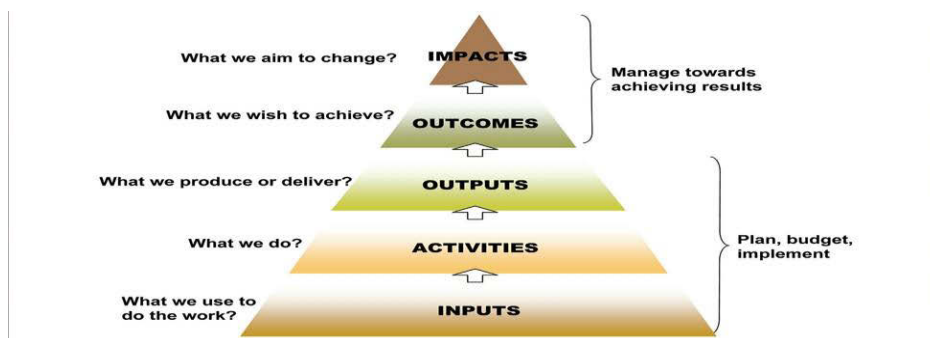 What we aim to change?
IMPACTS
Manage towards
achieving results
What we wish to achieve?
OUTCOMES
What we produce or deliver?
OUTPUTS
What we do?
ACTIVITIES
Plan, budget,
implement
What we use to
do the work?
INPUTS